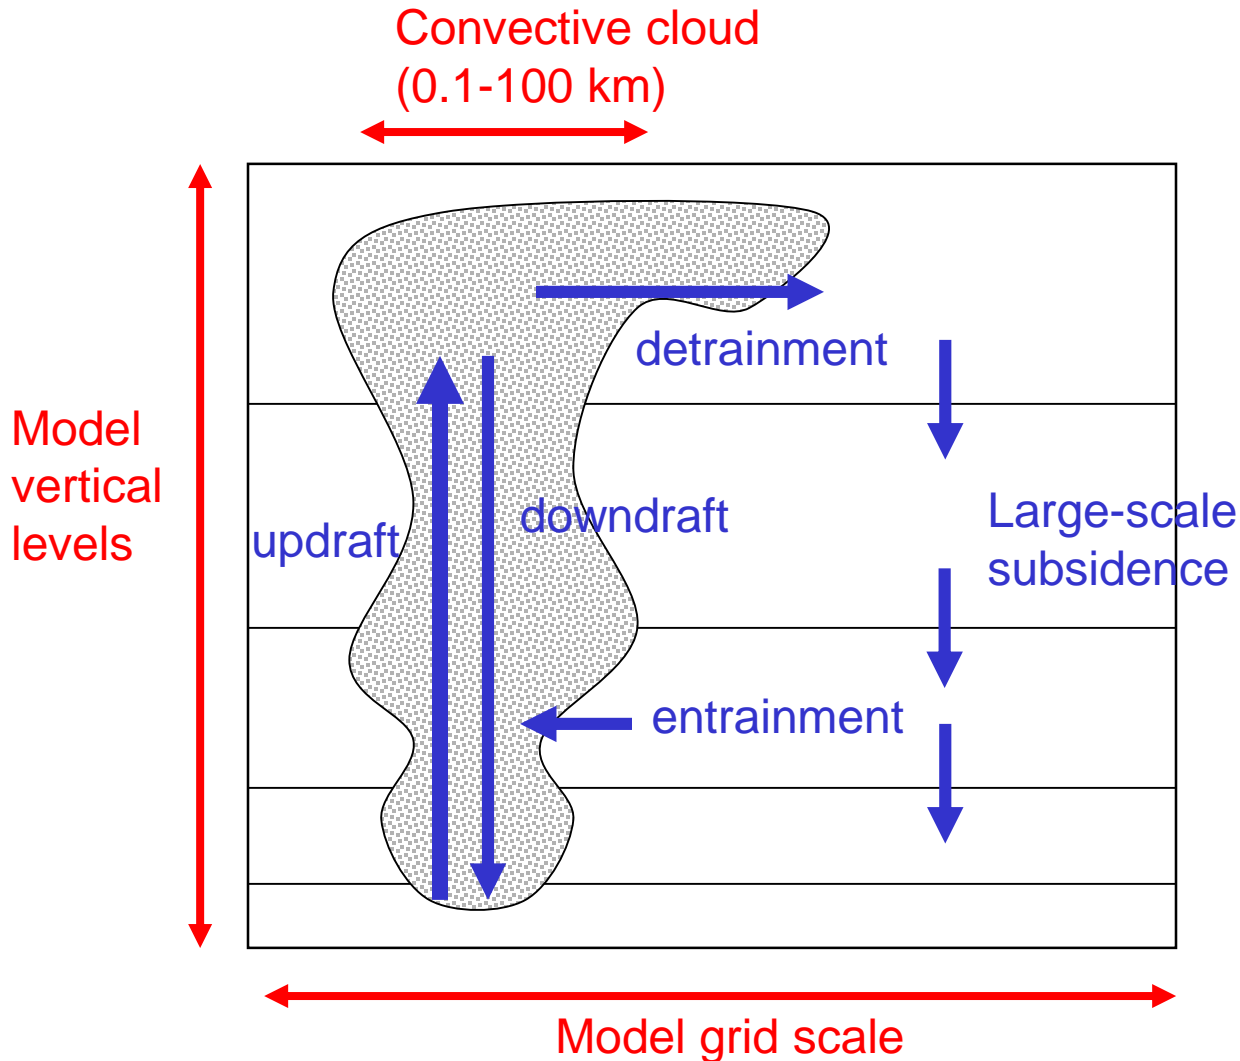 Convective cloud
(0.1-100 km)
detrainment
Model
vertical
levels
updraft
downdraft
Large-scale
subsidence
entrainment
Model grid scale